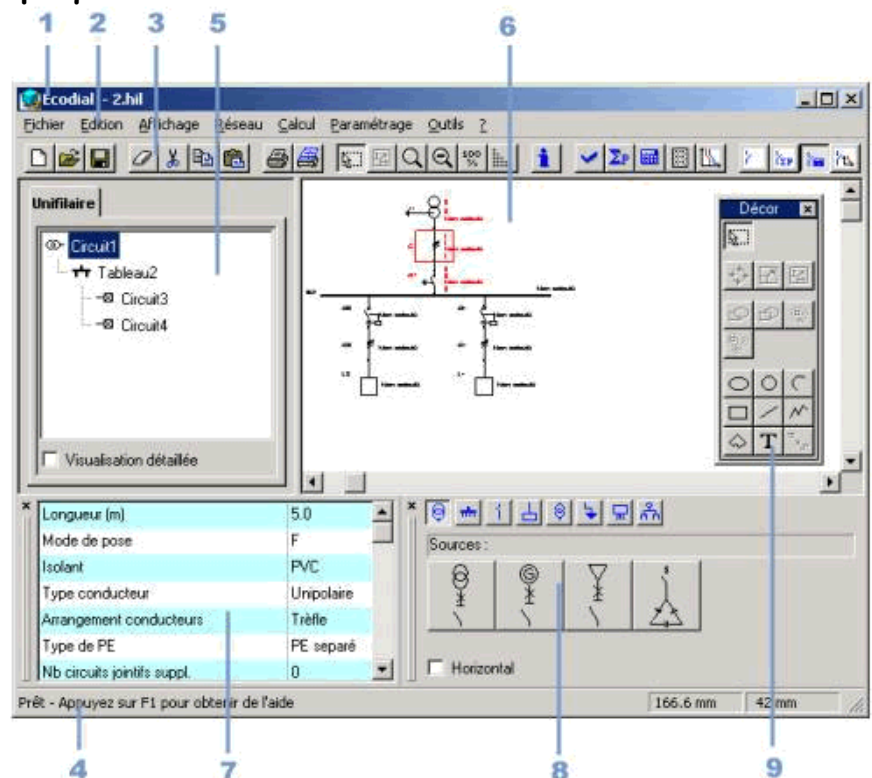 1 2 3 5 6
Ecodial - 2.hil
Fichier Edition Affichage Réseau Calcul Paramétrage Outils ?
100 %
ΣP
Unifilaire
Circuit1
Tableau2
Circuit3
Circuit4
Visualisation détaillée
Décor
T
Longueur (m) 5.0
Mode de pose F
Isolant PVC
Type conducteur Unipolaire
Arrangement conducteurs Trèfle
Type de PE PE separé
Nb circuits jointifs suppl. 0
Sources :
G
Horizontal
Prêt - Appuyez sur F1 pour obtenir de l'aide 166.6 mm 42 mm
4 7 8 9